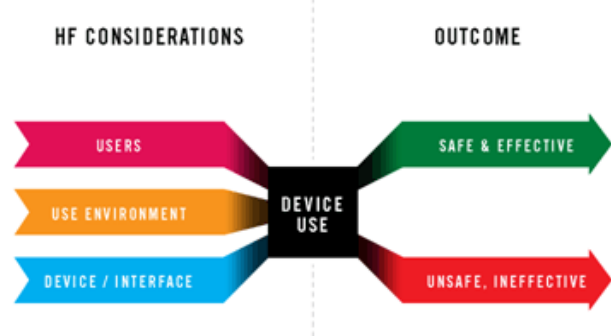 HF CONSIDERATIONS
OUTCOME
USERS
USE ENVIRONMENT
DEVICE / INTERFACE
DEVICE
USE
SAFE & EFFECTIVE
UNSAFE, INEFFECTIVE